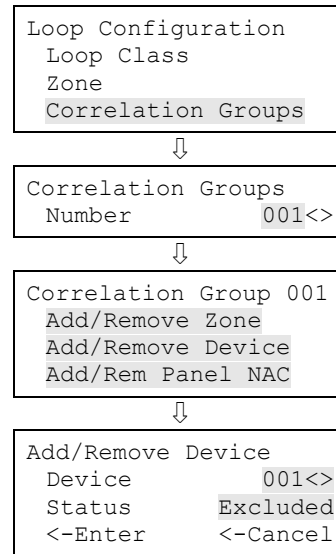 Loop Configuration
Loop Class
Zone
Correlation Groups
⇩
Correlation Groups
Number 001<>
⇩
Correlation Group 001
Add/Remove Zone
Add/Remove Device
Add/Rem Panel NAC
⇩
Add/Remove Device
Device 001<>
Status Excluded
<-Enter <-Cancel